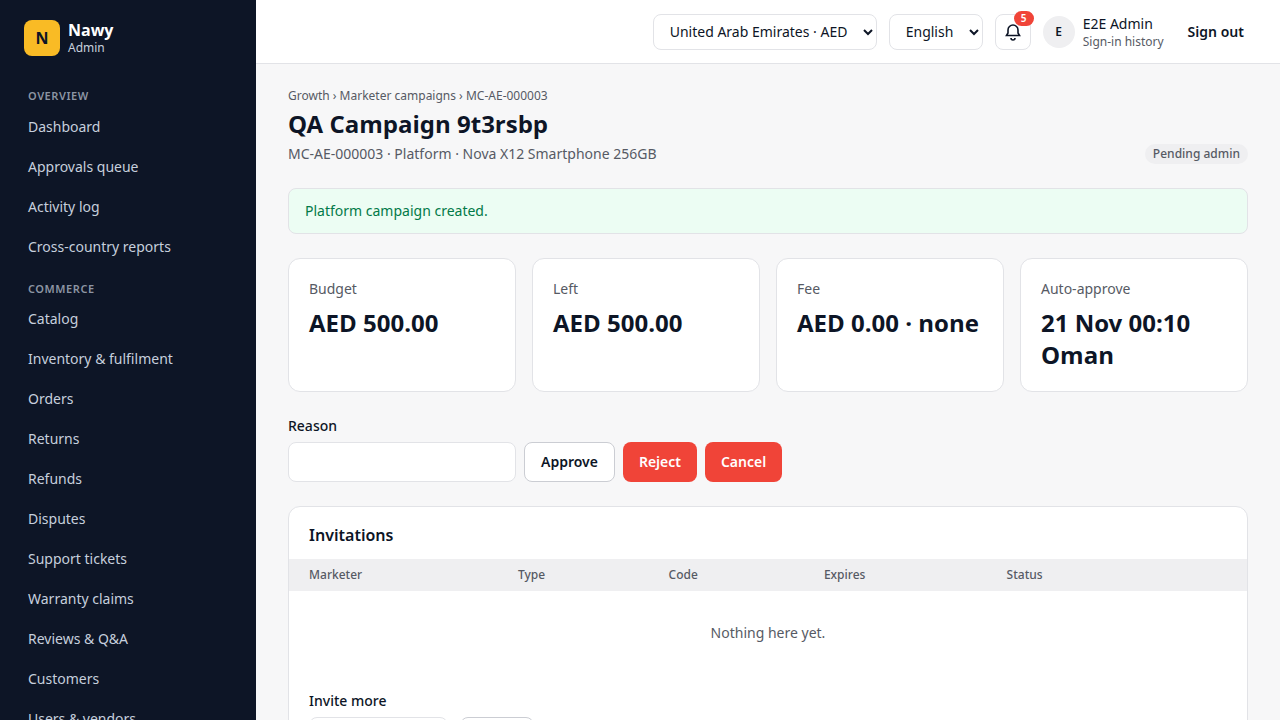 N
Nawy
Admin
United Arab Emirates · AED
English
5
E
E2E Admin
Sign-in history
Sign out
OVERVIEW
Dashboard
Approvals queue
Activity log
Cross-country reports
COMMERCE
Catalog
Inventory & fulfilment
Orders
Returns
Refunds
Disputes
Support tickets
Warranty claims
Reviews & Q&A
Customers
Users & vendors
Growth › Marketer campaigns › MC-AE-000003
QA Campaign 9t3rsbp
MC-AE-000003 · Platform · Nova X12 Smartphone 256GB
Pending admin
Platform campaign created.
Budget
AED 500.00
Left
AED 500.00
Fee
AED 0.00 · none
Auto-approve
21 Nov 00:10
Oman
Reason
Approve
Reject
Cancel
Invitations
Marketer Type Code Expires Status
Nothing here yet.
Invite more